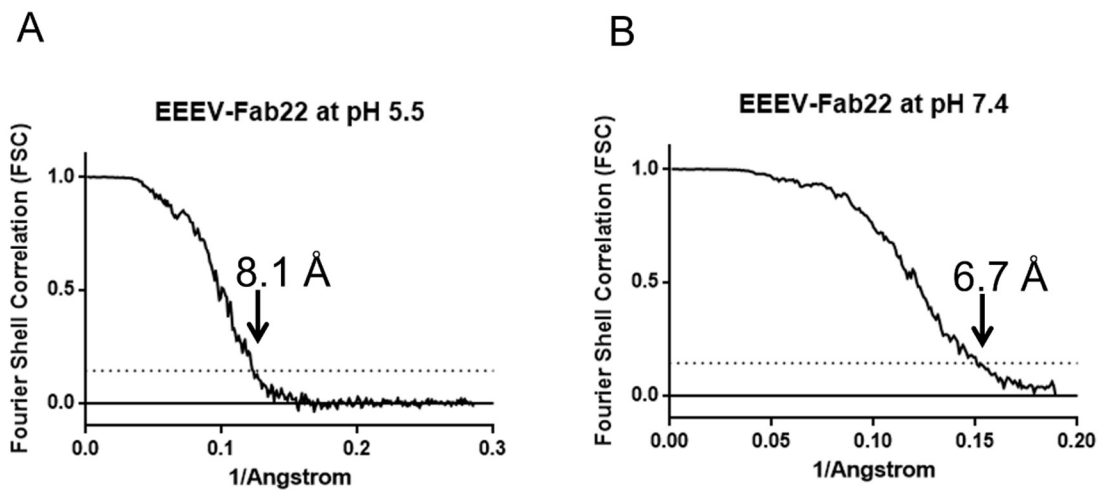 A
EEEV-Fab22 at pH 5.5
Fourier Shell Correlation (FSC)
1.0
0.5
0.0
8.1 Å
0.0
0.1
0.2
0.3
1/Angstrom
B
EEEV-Fab22 at pH 7.4
Fourier Shell Correlation (FSC)
1.0
0.5
0.0
6.7 Å
0.00
0.05
0.10
0.15
0.20
1/Angstrom